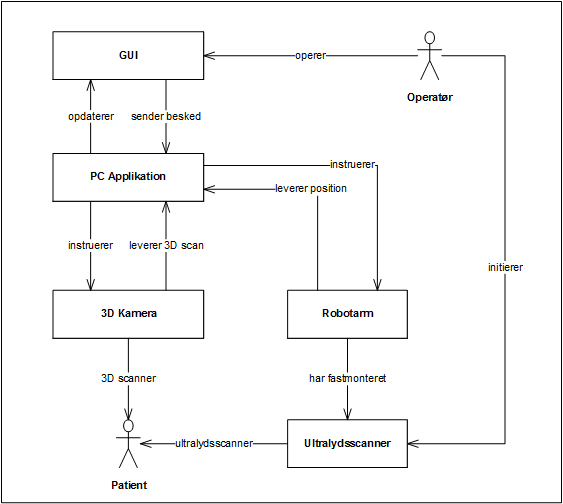 GUI
operer
Operatør
opdaterer
sender besked
PC Applikation
instruerer
leverer position
instruerer
leverer 3D scan
initierer
3D Kamera
Robotarm
3D scanner
har fastmonteret
ultralydsscanner
Ultralydsscanner
Patient